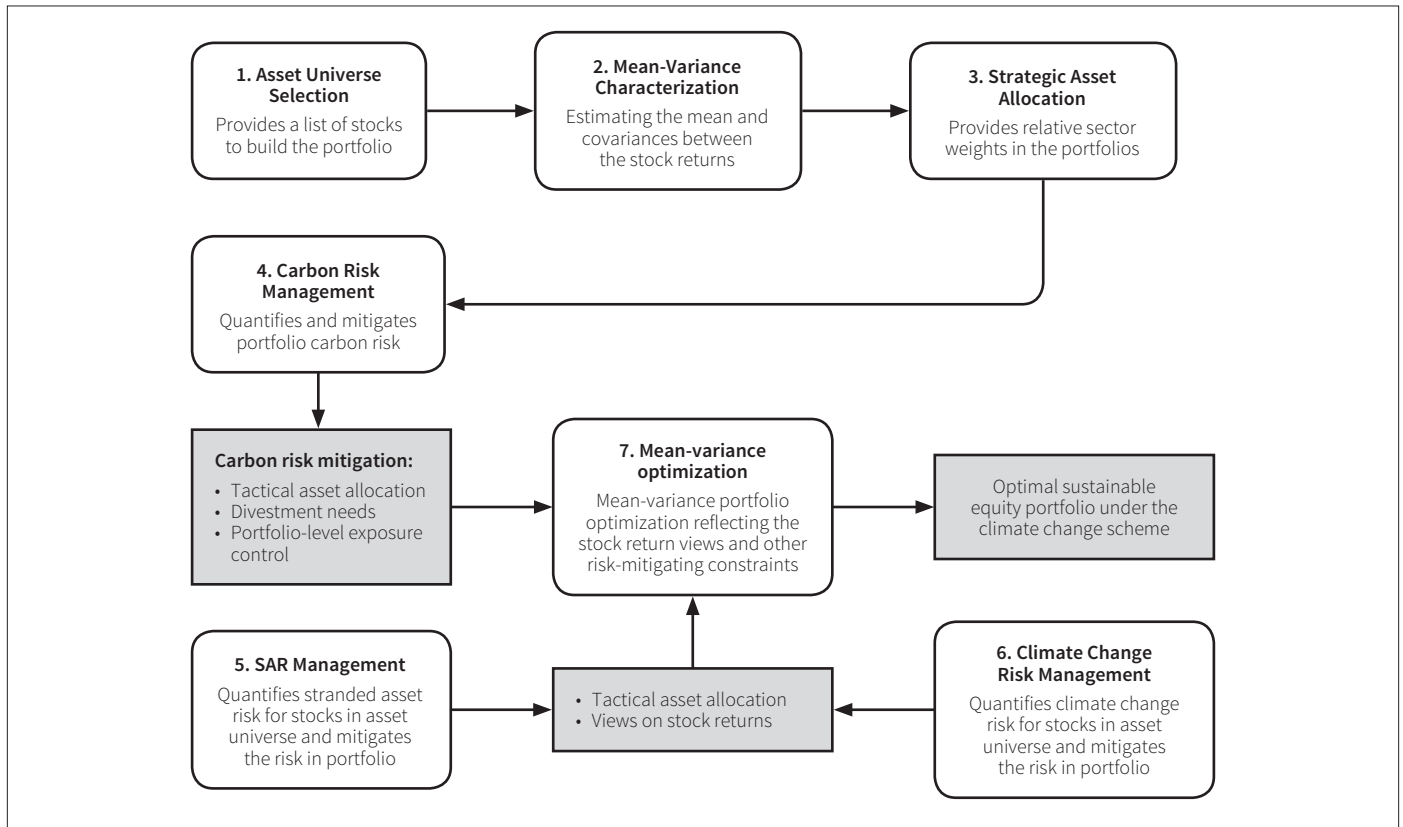 1. Asset Universe
Selection
Provides a list of stocks
to build the portfolio
2. Mean-Variance
Characterization
Estimating the mean and
covariances between
the stock returns
3. Strategic Asset
Allocation
Provides relative sector
weights in the portfolios
4. Carbon Risk
Management
Quantifies and mitigates
portfolio carbon risk
Carbon risk mitigation:
• Tactical asset allocation
• Divestment needs
• Portfolio-level exposure
control
7. Mean-variance
optimization
Mean-variance portfolio
optimization reflecting the
stock return views and other
risk-mitigating constraints
Optimal sustainable
equity portfolio under the
climate change scheme
5. SAR Management
Quantifies stranded asset
risk for stocks in asset
universe and mitigates
the risk in portfolio
• Tactical asset allocation
• Views on stock returns
6. Climate Change
Risk Management
Quantifies climate change
risk for stocks in asset
universe and mitigates
the risk in portfolio